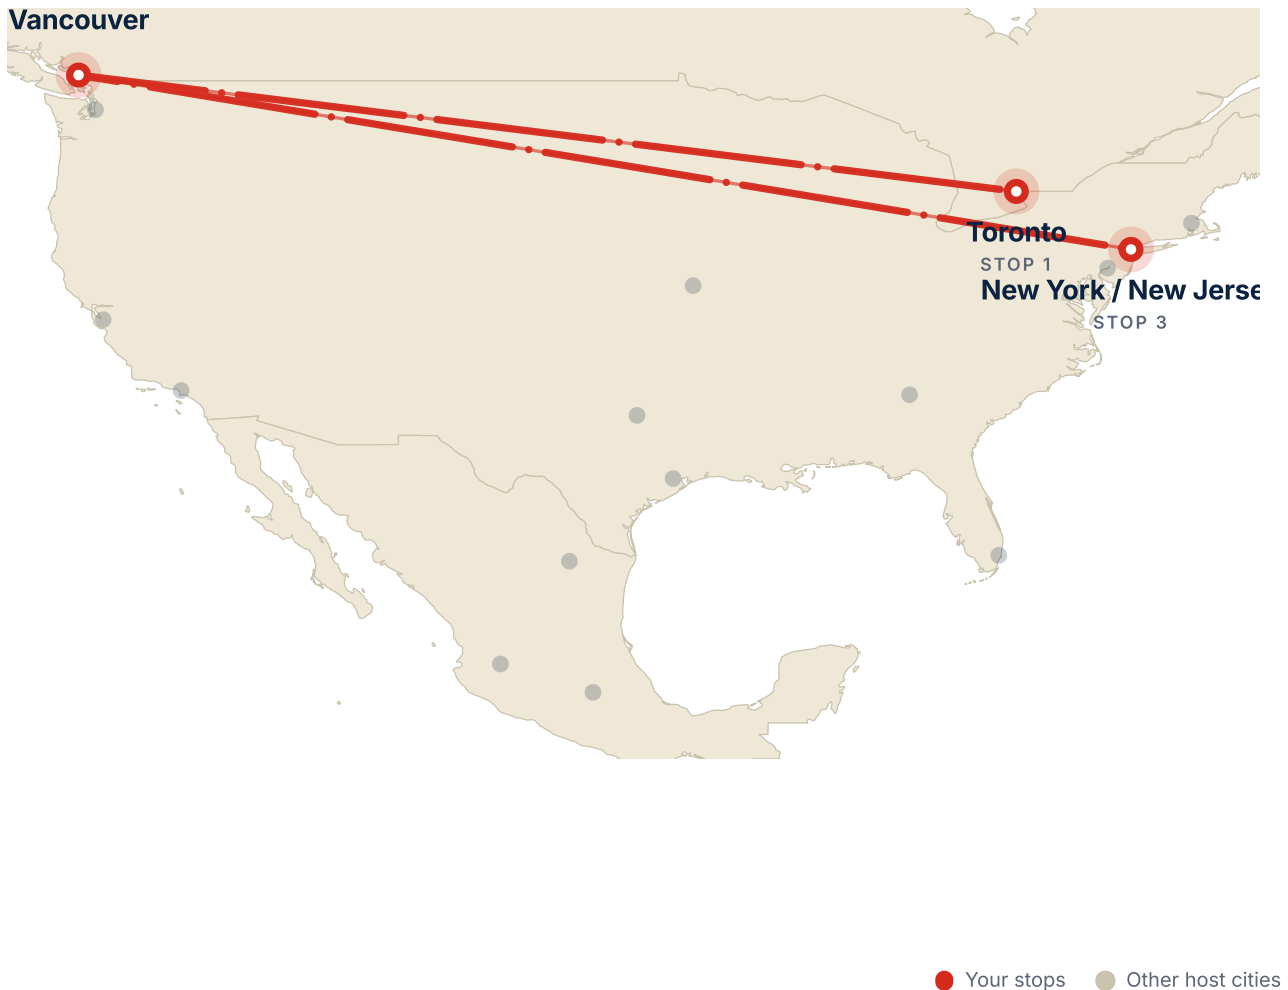 Vancouver
Toronto
STOP 1
New York / New Jerse
STOP 3
Your stops
Other host cities